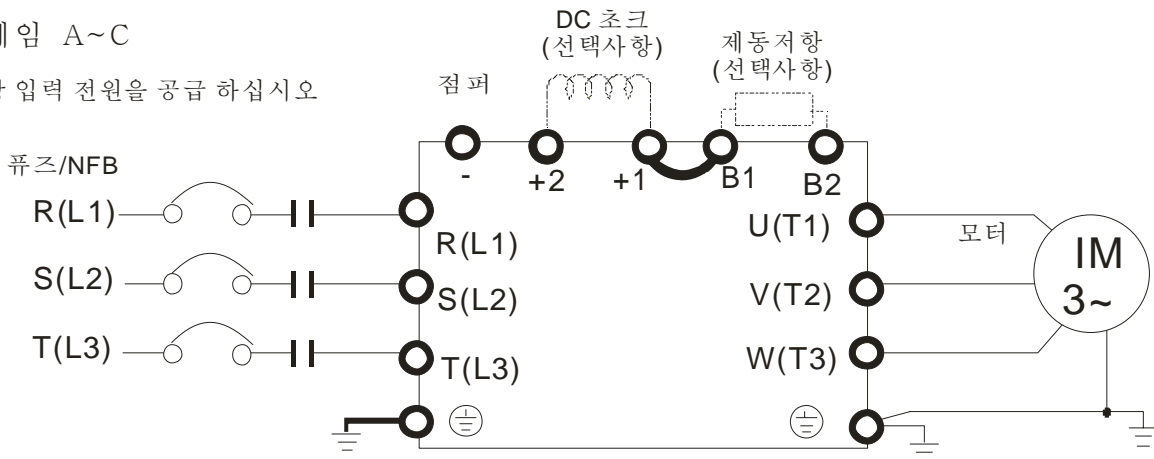 임 A~C
입력 전원을 공급 하십시오
DC 초크
(선택사항)
제동저항
(선택사항)
점퍼
퓨즈/NFB
- +2 +1 B1 B2
R(L1)
S(L2)
T(L3)
R(L1)
S(L2)
T(L3)
U(T1)
V(T2)
W(T3)
모터
IM
3~